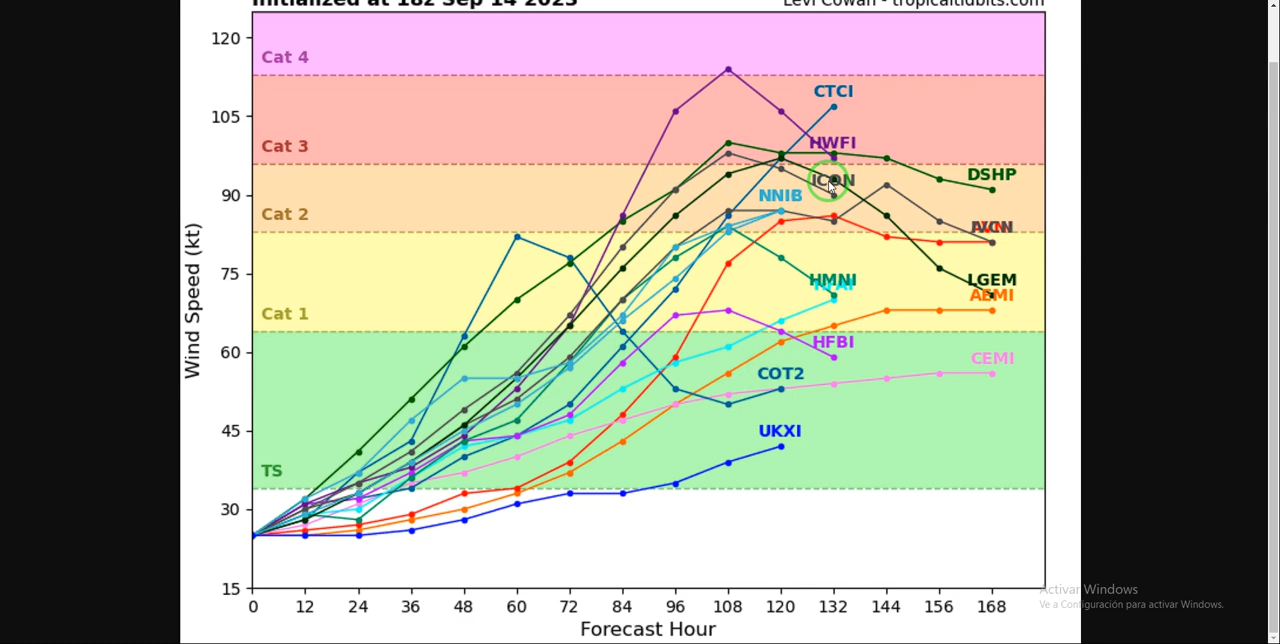 Initialized at 18z Sep 14 2023
Levi Cowan - tropicaltidbits.com
120
Cat 4
CTCI
105
HWFI
Cat 3
DSHP
ICON
90
NNIB
Cat 2
IVCN
75
HMNI
LGEM
AEMI
Cat 1
HFBI
60
CEMI
COT2
UKXI
45
TS
30
15
0 12 24 36 48 60 72 84 96 108 120 132 144 156 168
Forecast Hour
Wind Speed (kt)
Activar Windows
Ve a Configuración para activar Windows.